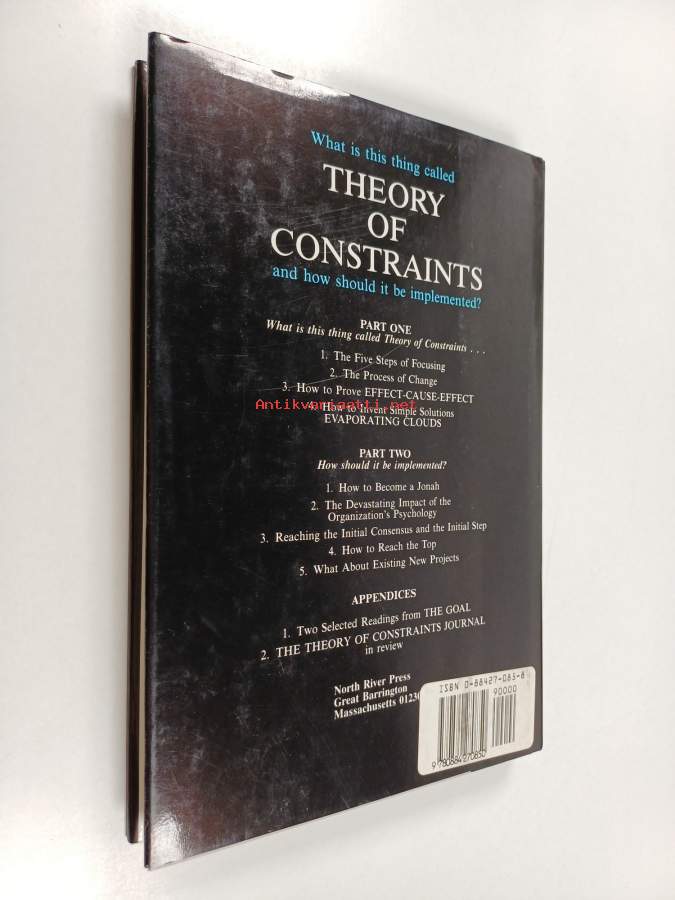 What is this thing called
THEORY
OF
CONSTRAINTS
and how should it be implemented?
PART ONE
What is this thing called Theory of Constraints . . .
1. The Five Steps of Focusing
2. The Process of Change
3. How to Prove EFFECT-CAUSE-EFFECT
Antikvariaatti.net
4. How to Invent Simple Solutions
EVAPORATING CLOUDS
PART TWO
How should it be implemented?
1. How to Become a Jonah
2. The Devastating Impact of the
Organization's Psychology
3. Reaching the Initial Consensus and the Initial Step
4. How to Reach the Top
5. What About Existing New Projects
APPENDICES
1. Two Selected Readings from THE GOAL
2. THE THEORY OF CONSTRAINTS JOURNAL
in review
North River Press
Great Barrington
Massachusetts 0123
ISBN 0-88427-085-8
90000
9 780884 270850